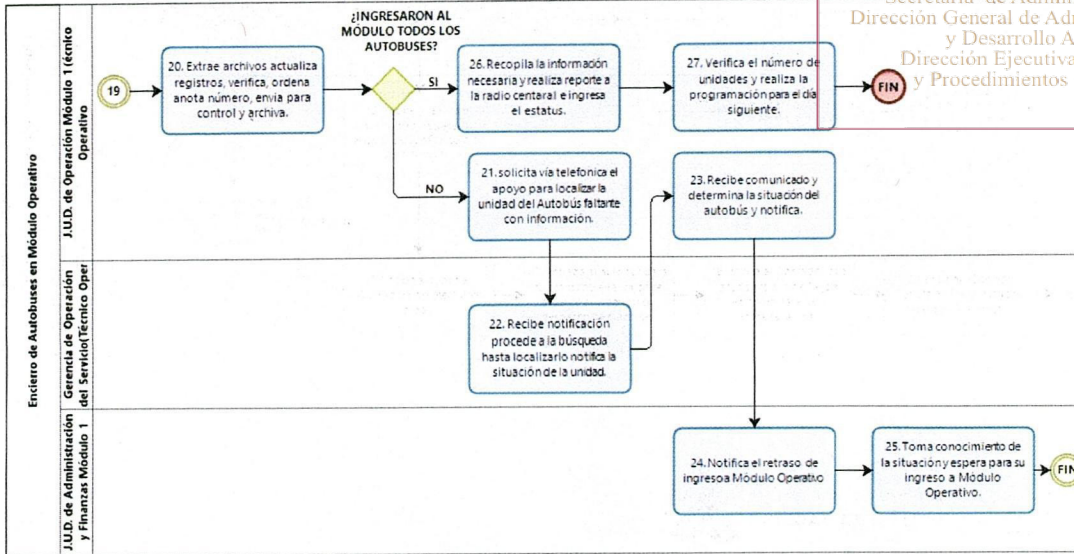 Secretaría de Admini
Dirección General de Adr
y Desarrollo A
Dirección Ejecutiva
y Procedimientos
Encierro de Autobuses en Módulo Operativo
J.U.D. de Operación Módulo 1 (técnico
Operativo
¿INGRESARON AL
MÓDULO TODOS LOS
AUTOBUSES?
19
20. Extrae archivos actualiza
registros, verifica, ordena
anota número, envia para
control y archiva.
SI
26. Recopila la información
necesaria y realiza reporte a
la radio centaral e ingresa
el estatus.
27. Verifica el número de
unidades y realiza la
programación para el día
siguiente.
FIN
NO
21. solicita vía telefonica el
apoyo para localizar la
unidad del Autobús faltante
con información.
23. Recibe comunicado y
determina la situación del
autobús y notifica.
Gerencia de Operación
del Servicio(Técnico Oper
22. Recibe notificación
procede a la búsqueda
hasta localizarlo notifica la
situación de la unidad.
J.U.D. de Administración
y Finanzas Módulo 1
24. Notifica el retraso de
ingresoa Módulo Operativo
25. Toma conocimiento de
la situación y espera para su
ingreso a Módulo
Operativo.
FIN